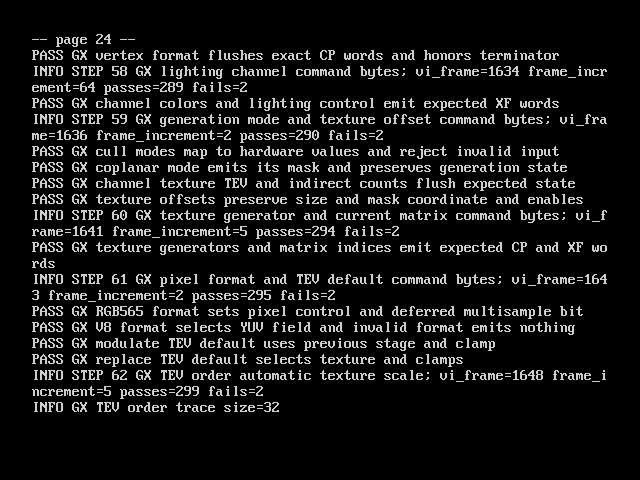 -- page 24 --
PASS GX vertex format flushes exact CP words and honors terminator
INFO STEP 58 GX lighting channel command bytes; vi_frame=1634 frame_incr
ement=64 passes=289 fails=2
PASS GX channel colors and lighting control emit expected XF words
INFO STEP 59 GX generation mode and texture offset command bytes; vi_fra
me=1636 frame_increment=2 passes=290 fails=2
PASS GX cull modes map to hardware values and reject invalid input
PASS GX coplanar mode emits its mask and preserves generation state
PASS GX channel texture TEV and indirect counts flush expected state
PASS GX texture offsets preserve size and mask coordinate and enables
INFO STEP 60 GX texture generator and current matrix command bytes; vi_f
rame=1641 frame_increment=5 passes=294 fails=2
PASS GX texture generators and matrix indices emit expected CP and XF wo
rds
INFO STEP 61 GX pixel format and TEV default command bytes; vi_frame=164
3 frame_increment=2 passes=295 fails=2
PASS GX RGB565 format sets pixel control and deferred multisample bit
PASS GX V8 format selects YUV field and invalid format emits nothing
PASS GX modulate TEV default uses previous stage and clamp
PASS GX replace TEV default selects texture and clamps
INFO STEP 62 GX TEV order automatic texture scale; vi_frame=1648 frame_i
ncrement=5 passes=299 fails=2
INFO GX TEV order trace size=32